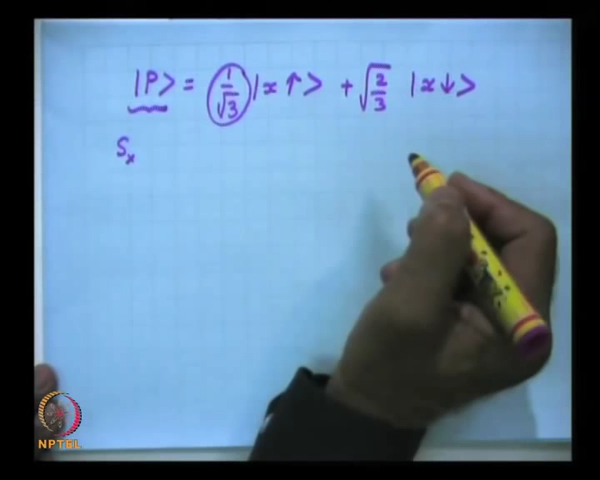 |P> = 1/√3 |x↑> + √2/3 |x↓>
Sx
NPTEL